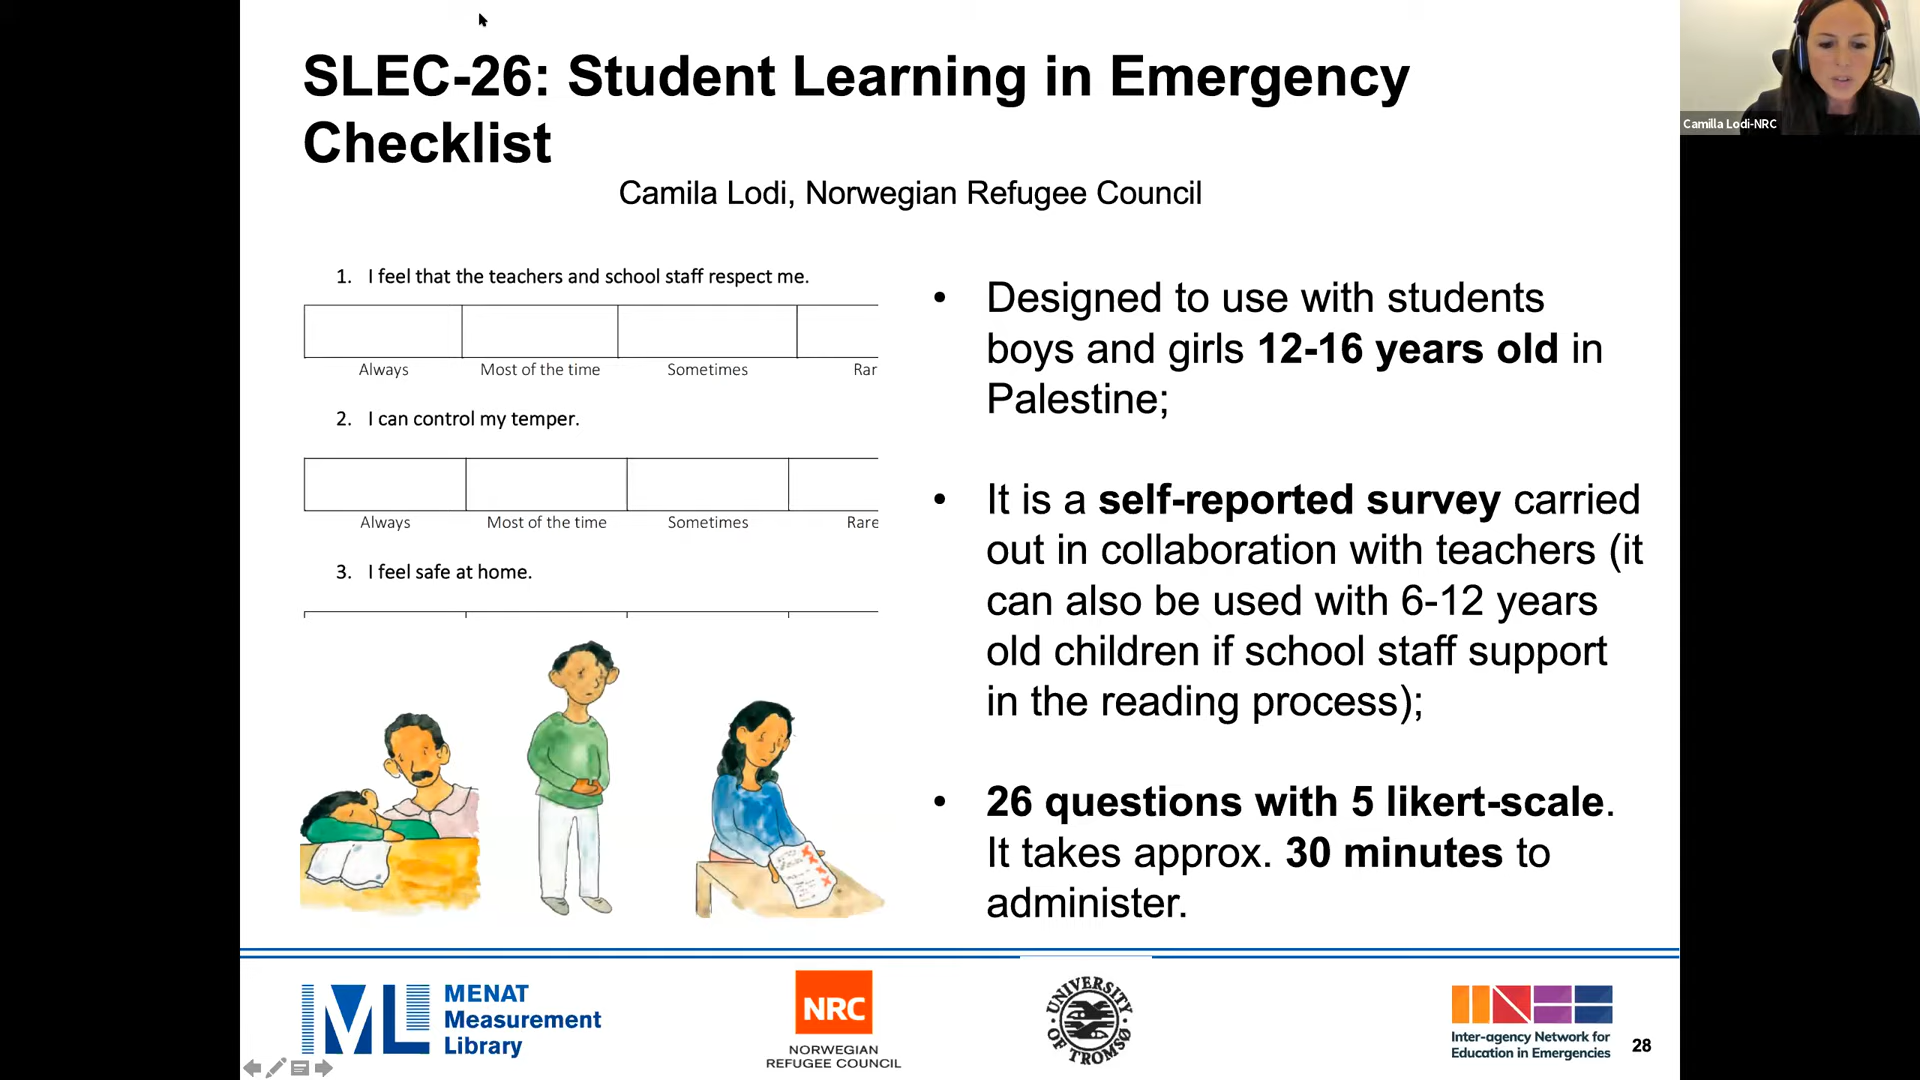 SLEC-26: Student Learning in Emergency
Checklist
Camila Lodi, Norwegian Refugee Council
Camilla Lodi-NRC
1. I feel that the teachers and school staff respect me.
Always Most of the time Sometimes Rar
2. I can control my temper.
Always Most of the time Sometimes Rare
3. I feel safe at home.
• Designed to use with students
boys and girls 12-16 years old in
Palestine;
• It is a self-reported survey carried
out in collaboration with teachers (it
can also be used with 6-12 years
old children if school staff support
in the reading process);
• 26 questions with 5 likert-scale.
It takes approx. 30 minutes to
administer.
ML
MENAT
Measurement
Library
NRC
NORWEGIAN
REFUGEE COUNCIL
UNIVERSITY
OF TROMSØ
INEE
Inter-agency Network for
Education in Emergencies
28